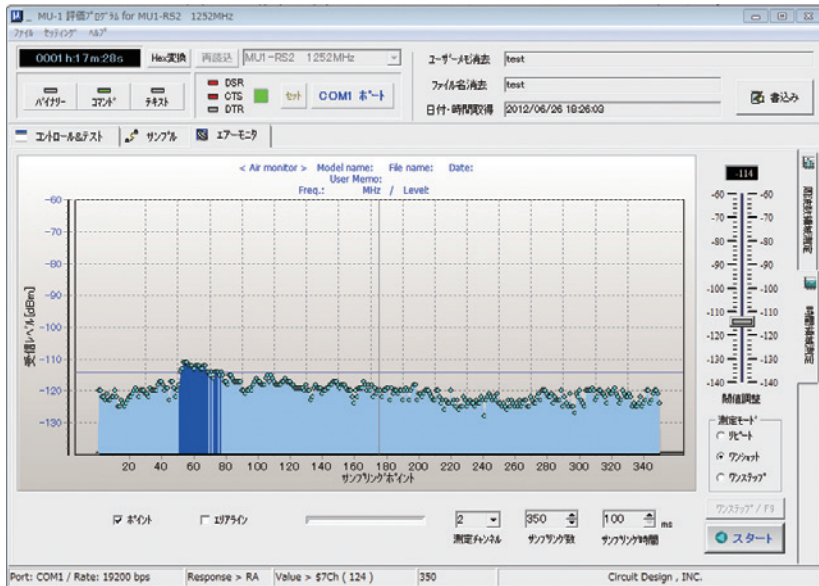 MU-1 評価プログラム for MU1-RS2 1252MHz
ファイル セッティング ヘルプ
0001h:17m:28s Hex変換 再読込 MU1-RS2 1252MHz
ユーザーメモ消去 test
ファイル名消去 test
日付・時間取得 2012/06/26 18:26:03
書込み
バイナリー コマンド テキスト
DSR
CTS
DTR
セット COM1 ポート
コントロール&テスト サンプル エアーモニタ
< Air monitor > Model name: File name: Date:
User Memo:
Freq.: MHz / Level:
受信レベル[dBm]
-60
-70
-80
-90
-100
-110
-120
-130
20 40 60 80 100 120 140 160 180 200 220 240 260 280 300 320 340
サンプリングポイント
-114
-60 -60
-70 -70
-80 -80
-90 -90
-100 -100
-110 -110
-120 -120
-130 -130
-140 -140
閾値調整
測定モード
リピート
ワンショット
ワンステップ
ワンステップ / F9
スタート
ポイント エリアライン
2 350 100 ms
測定チャンネル サンプリング数 サンプリング時間
Port: COM1 / Rate: 19200 bps Response > RA Value > $7Ch ( 124 ) 350 Circuit Design , INC.